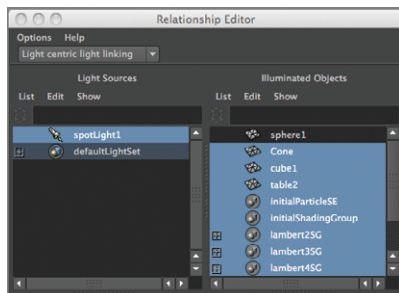 Relationship Editor
Options Help
Light centric light linking
Light Sources
List Edit Show
spotLight1
defaultLightSet
Illuminated Objects
List Edit Show
sphere1
Cone
cube1
table2
initialParticleSE
initialShadingGroup
lambert2SG
lambert3SG
lambert4SG